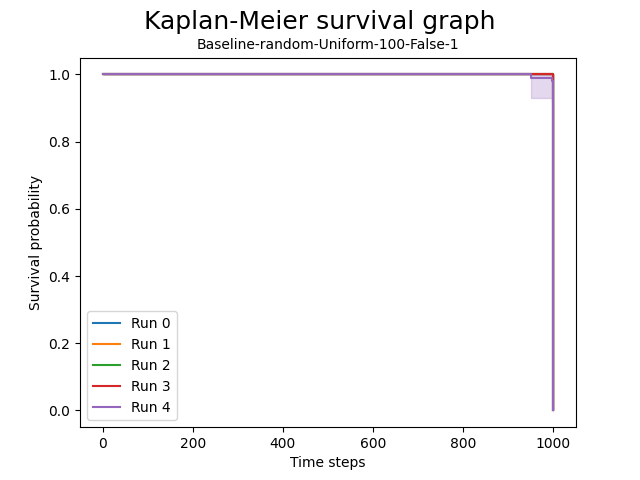 Kaplan-Meier survival graph
Baseline-random-Uniform-100-False-1
1.0
0.8
0.6
0.4
0.2
0.0
Survival probability
Run 0
Run 1
Run 2
Run 3
Run 4
0 200 400 600 800 1000
Time steps